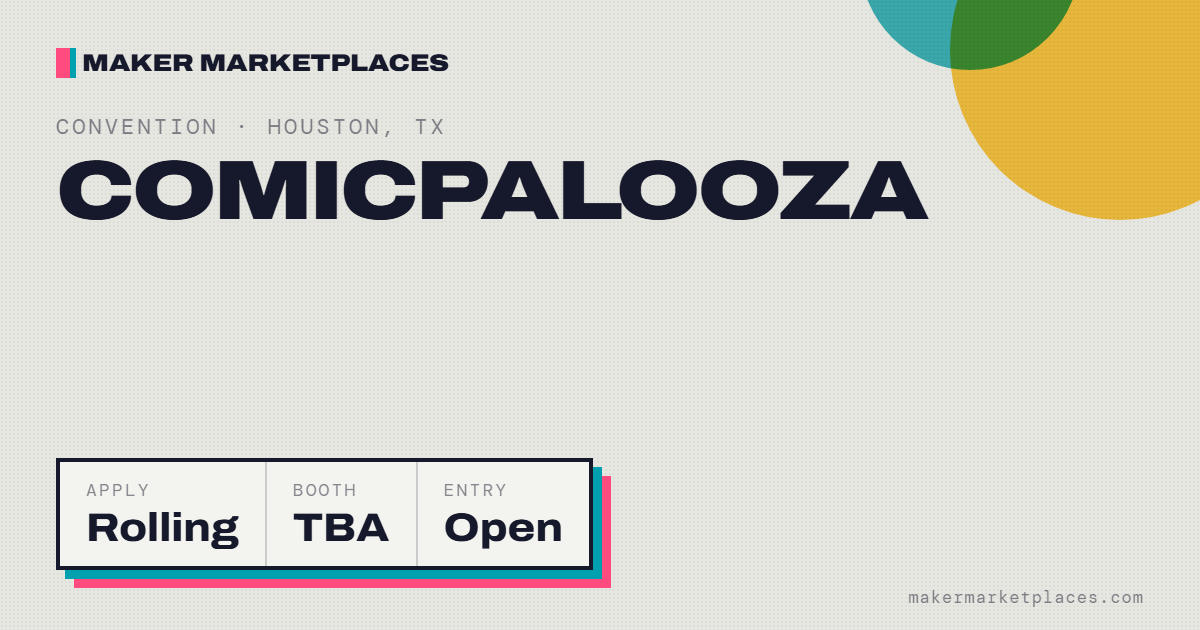 MAKER MARKETPLACES
CONVENTION · HOUSTON, TX
COMICPALOOZA
APPLY
Rolling
BOOTH
TBA
ENTRY
Open
makermarketplaces.com